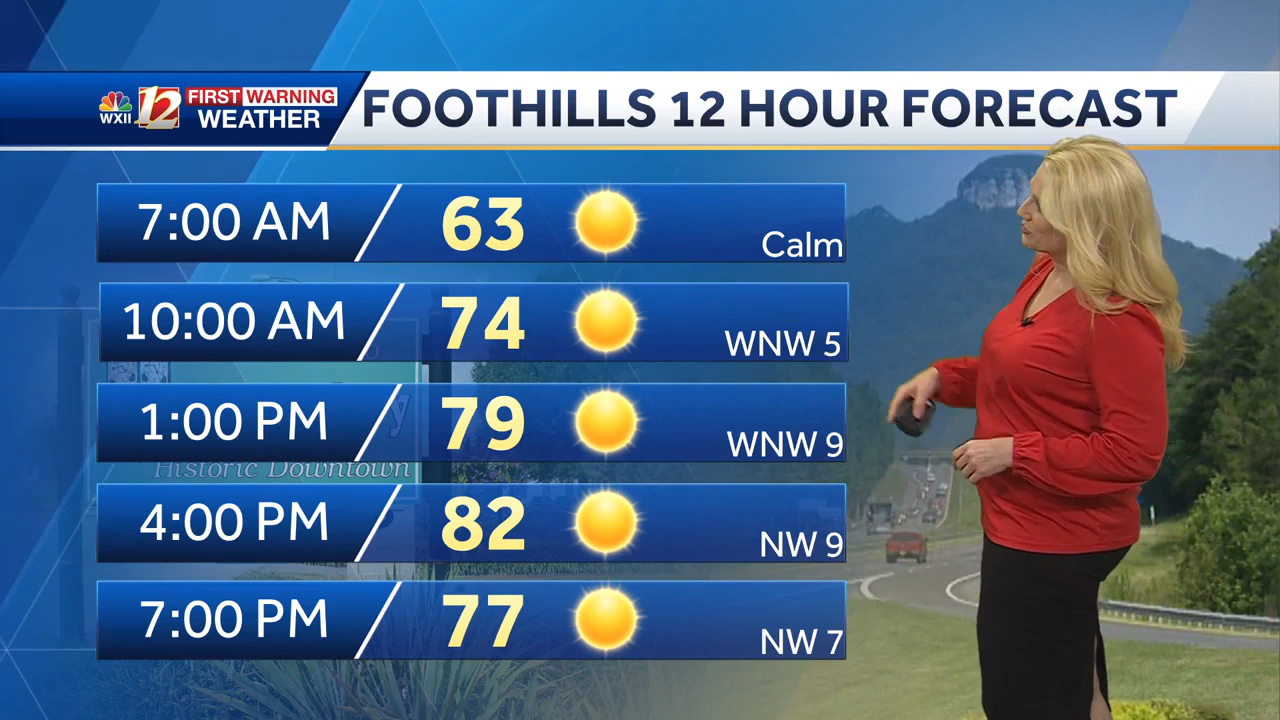 WXII 12 FIRST WARNING WEATHER
FOOTHILLS 12 HOUR FORECAST
7:00 AM 63 Calm
10:00 AM 74 WNW 5
1:00 PM 79 WNW 9
Historic Downtown
4:00 PM 82 NW 9
7:00 PM 77 NW 7